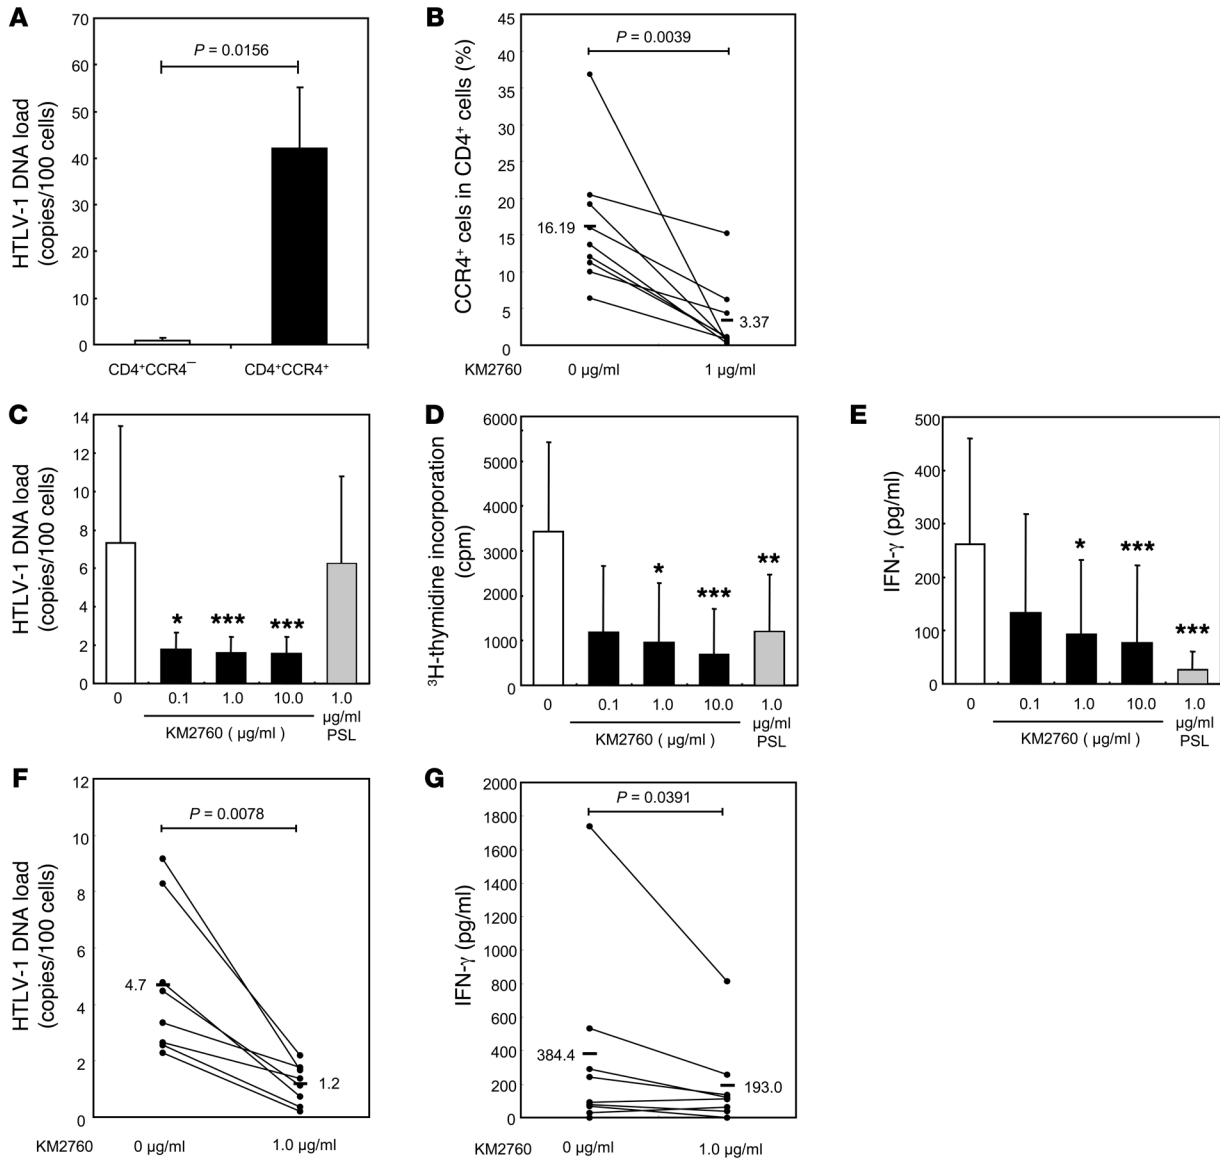 A
70
60
50
40
30
20
10
0
HTLV-1 DNA load
(copies/100 cells)
P = 0.0156
CD4⁺CCR4⁻
CD4⁺CCR4⁺
B
45
40
35
30
25
20
15
10
5
0
CCR4⁺ cels in CD4⁺ cells (%)
P = 0.0039
16.19
3.37
KM2760
0 µg/ml
1 µg/ml
C
14
12
10
8
6
4
2
0
HTLV-1 DNA load
(copies/100 cells)
*
***
***
0
0.1
1.0
10.0
1.0
µg/ml
PSL
KM2760 ( µg/ml )
D
6000
5000
4000
3000
2000
1000
0
³H-thymidine incorporation
(cpm)
*
***
**
0
0.1
1.0
10.0
1.0
µg/ml
PSL
KM2760 ( µg/ml )
E
500
400
300
200
100
0
IFN-γ (pg/ml)
*
***
***
0
0.1
1.0
10.0
1.0
µg/ml
PSL
KM2760 ( µg/ml )
F
12
10
8
6
4
2
0
HTLV-1 DNA load
(copies/100 cells)
P = 0.0078
4.7
1.2
KM2760
0 µg/ml
1.0 µg/ml
G
2000
1800
1600
1400
1200
1000
800
600
400
200
0
IFN-γ (pg/ml)
P = 0.0391
384.4
193.0
KM2760
0 µg/ml
1.0 µg/ml